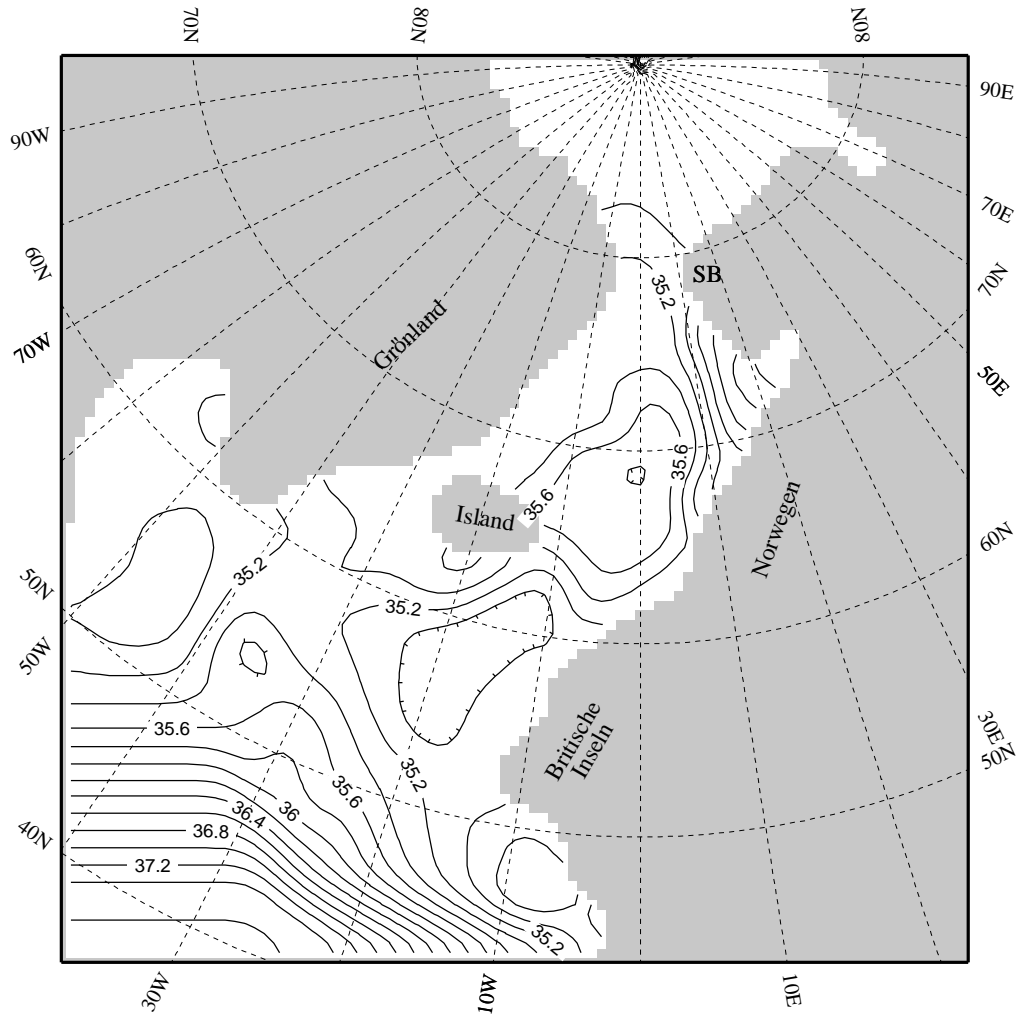 70N
80N
80N
90W
90E
60N
70E
SB
70N
35.2
70W
Grönland
50E
35.6
35.6
Island
Norwegen
60N
50N
35.2
35.2
50W
30E
35.6
Britische
Inseln
50N
35.2
35.6
36
36.4
40N
36.8
37.2
35.2
30W
10W
10E